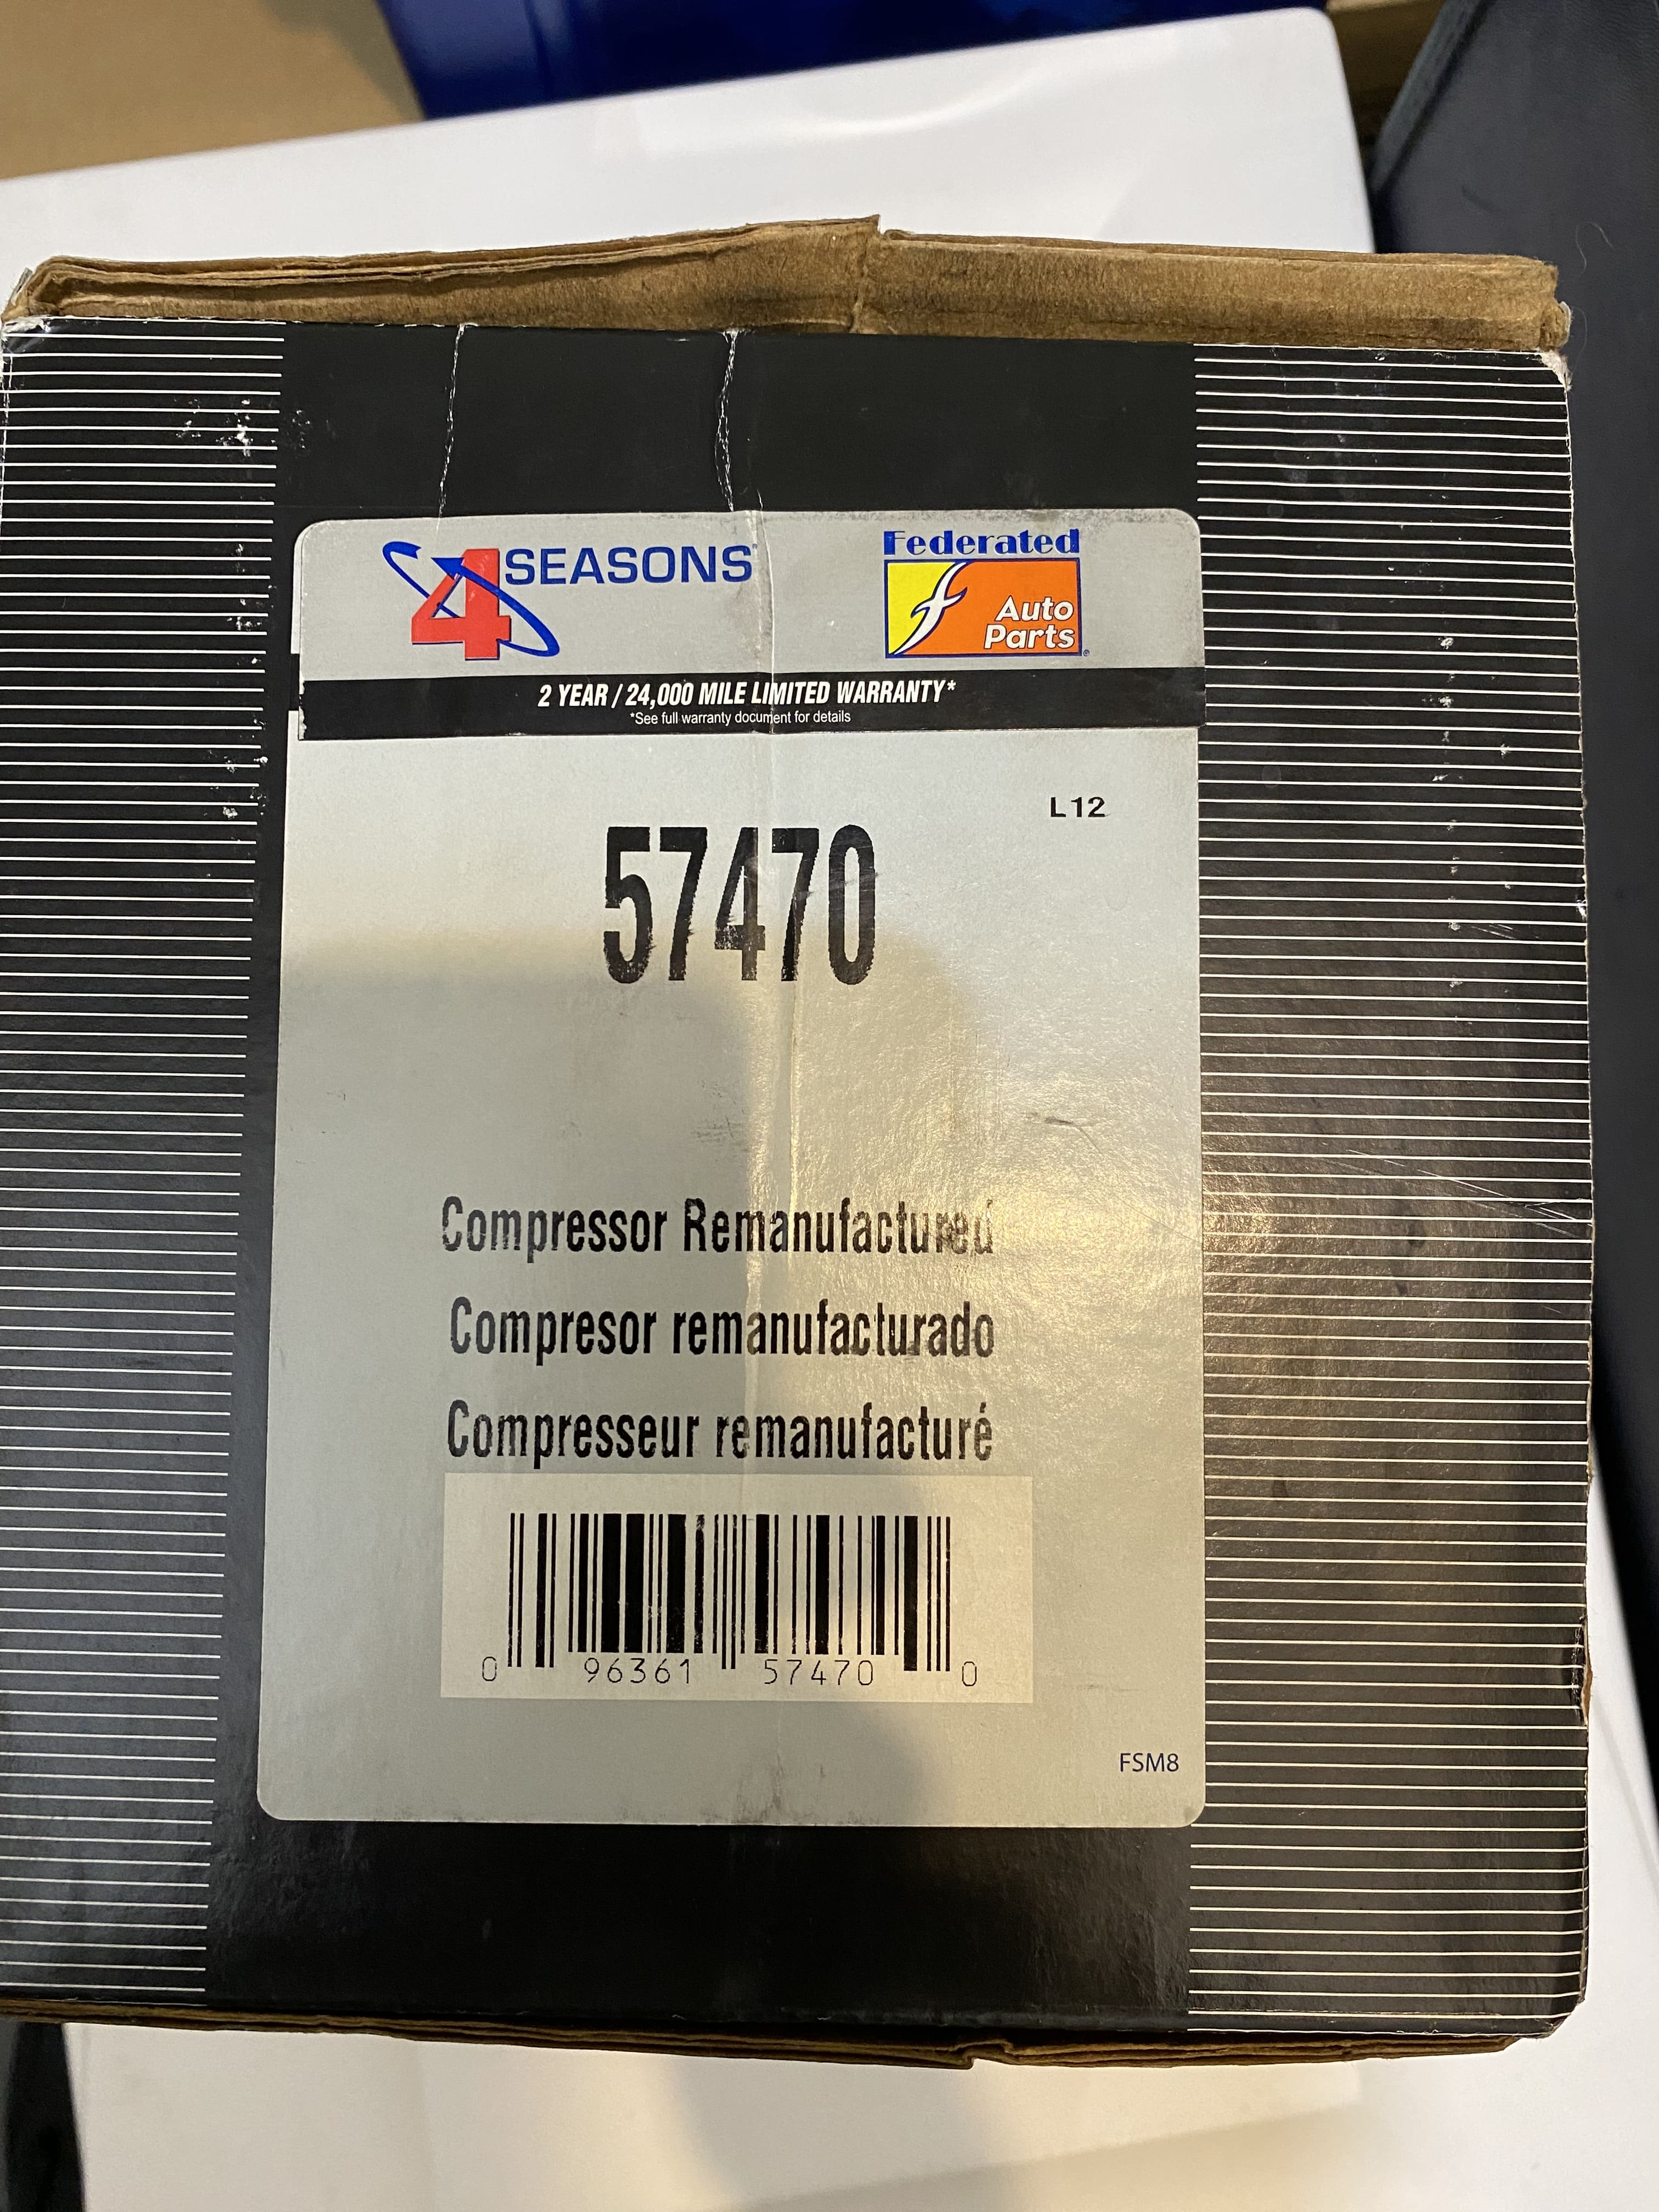 4 SEASONS
Federated
Auto
Parts
2 YEAR / 24,000 MILE LIMITED WARRANTY*
*See full warranty document for details
L12
57470
Compressor Remanufactured
Compresor remanufacturado
Compresseur remanufacturé
0 96361 57470 0
FSM8